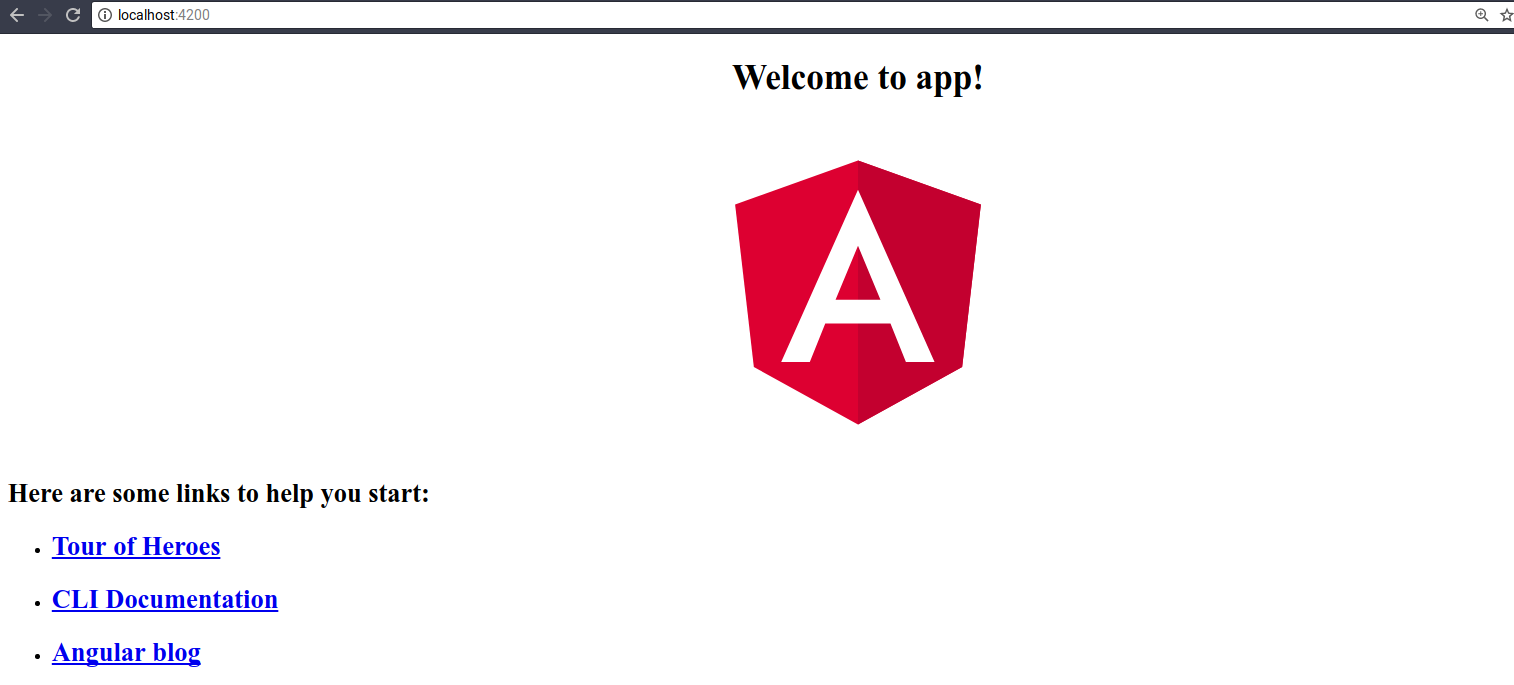 localhost:4200
Welcome to app!
A
Here are some links to help you start:
Tour of Heroes
CLI Documentation
Angular blog